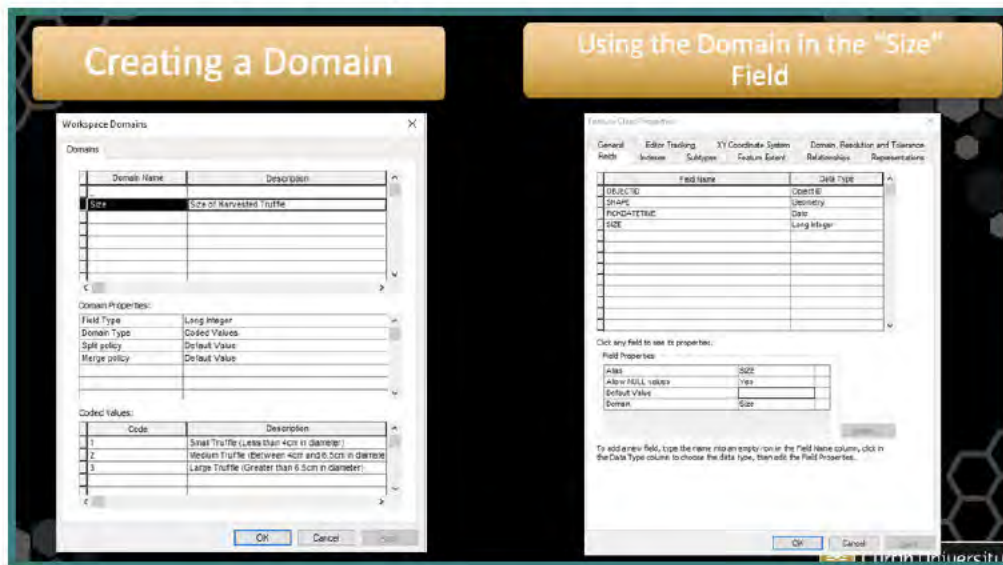 Creating a Domain
Workspace Domains
Domains
Domain Name Description
Size Size of Harvested Truffle
Domain Properties:
Field Type Long Integer
Domain Type Coded Values
Split policy Default Value
Merge policy Default Value
Coded Values:
Code Description
1 Small Truffle (Less than 4cm in diameter)
2 Medium Truffle (Between 4cm and 6.5cm in diamete
3 Large Truffle (Greater than 6.5cm in diameter)
OK Cancel Apply
Using the Domain in the "Size"
Field
Feature Class Properties
General Editor Tracking XY Coordinate System Domain, Resolution and Tolerance
Fields Indexes Subtypes Feature Extent Relationships Representations
Field Name Data Type
OBJECTID Object ID
SHAPE Geometry
PICKDATETIME Date
SIZE Long Integer
Click any field to see its properties.
Field Properties
Alias SIZE
Allow NULL values Yes
Default Value
Domain Size
To add a new field, type the name into an empty row in the Field Name column, click in
the Data Type column to choose the data type, then edit the Field Properties.
OK Cancel
Curtin University